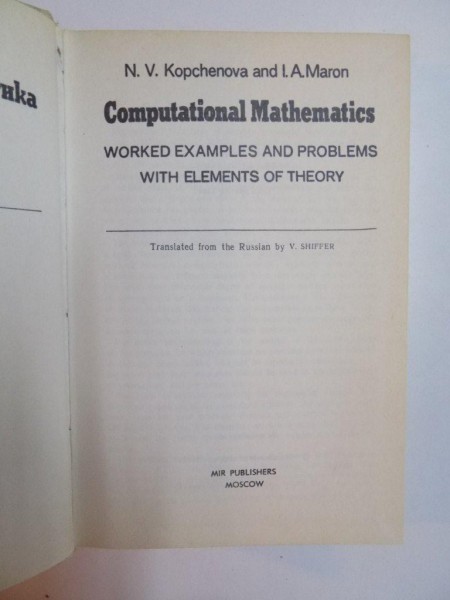 ука
N. V. Kopchenova and I. A. Maron
Computational Mathematics
WORKED EXAMPLES AND PROBLEMS
WITH ELEMENTS OF THEORY
Translated from the Russian by V. SHIFFER
MIR PUBLISHERS
MOSCOW